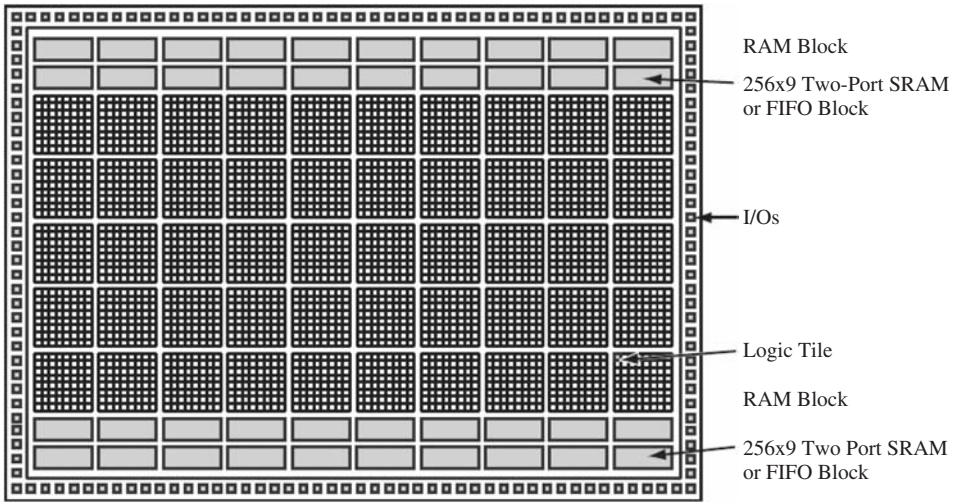 RAM Block
256x9 Two-Port SRAM
or FIFO Block
I/Os
Logic Tile
RAM Block
256x9 Two Port SRAM
or FIFO Block